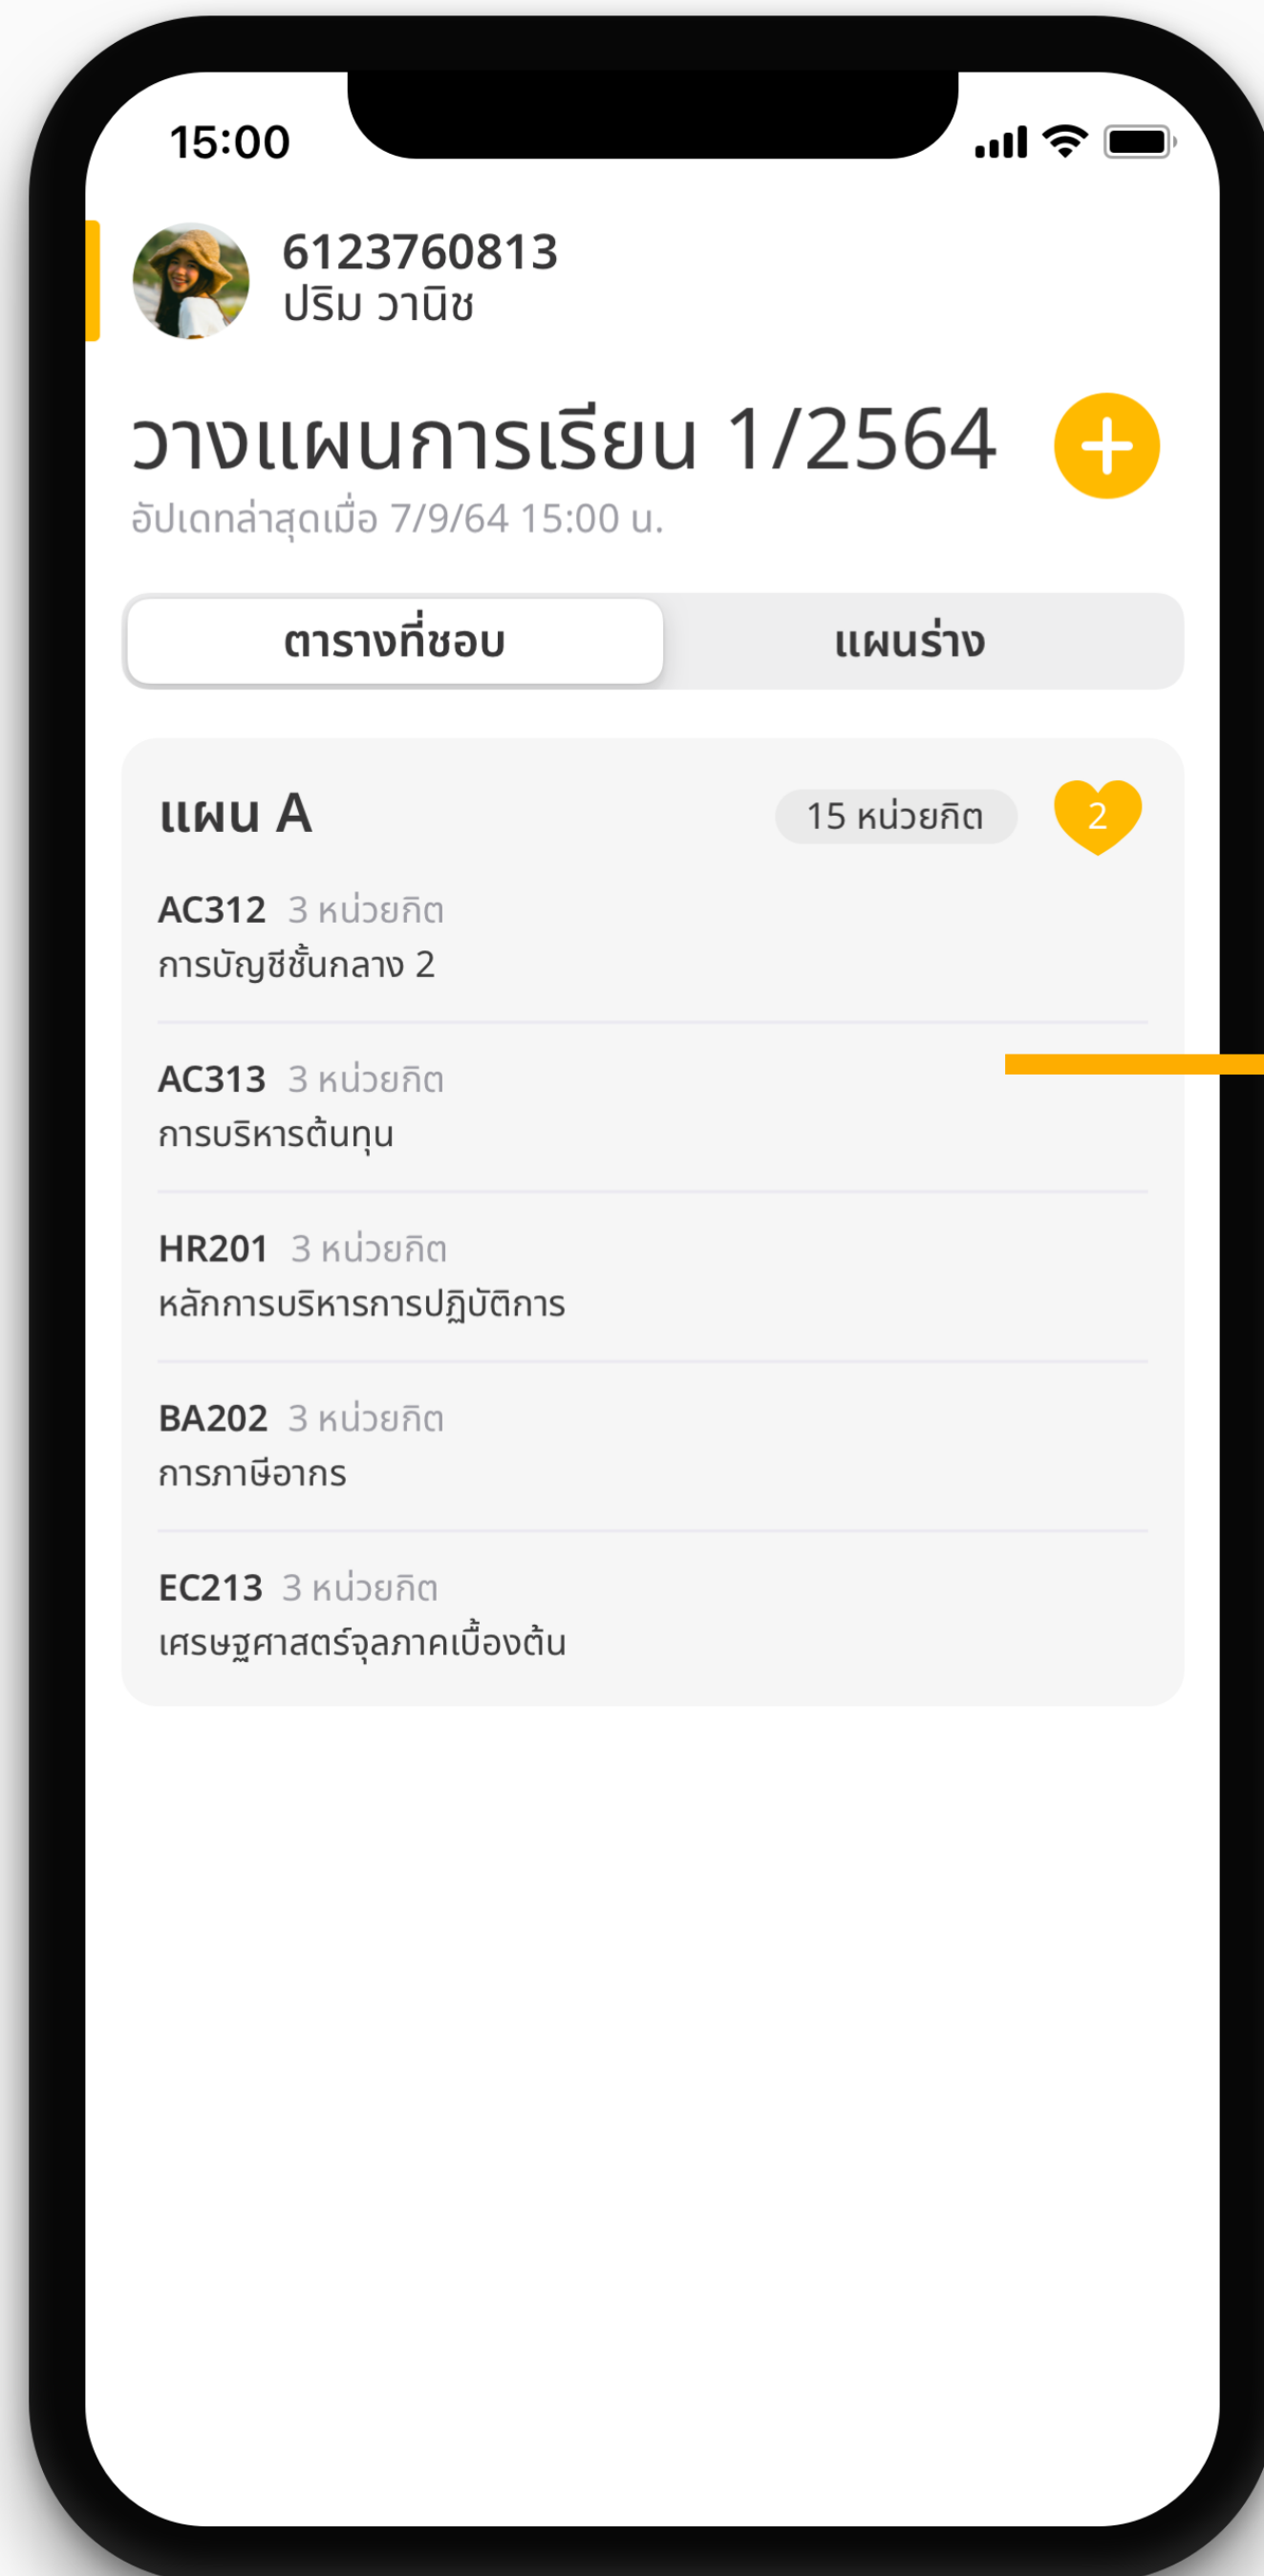 15:00
6123760813
ปริม วานิช
วางแผนการเรียน 1/2564
อัปเดทล่าสุดเมื่อ 7/9/64 15:00 น.
ตารางที่ชอบ
แผนร่าง
แผน A
15 หน่วยกิต
2
AC312 3 หน่วยกิต
การบัญชีชั้นกลาง 2
AC313 3 หน่วยกิต
การบริหารต้นทุน
HR201 3 หน่วยกิต
หลักการบริหารการปฏิบัติการ
BA202 3 หน่วยกิต
การภาษีอากร
EC213 3 หน่วยกิต
เศรษฐศาสตร์จุลภาคเบื้องต้น